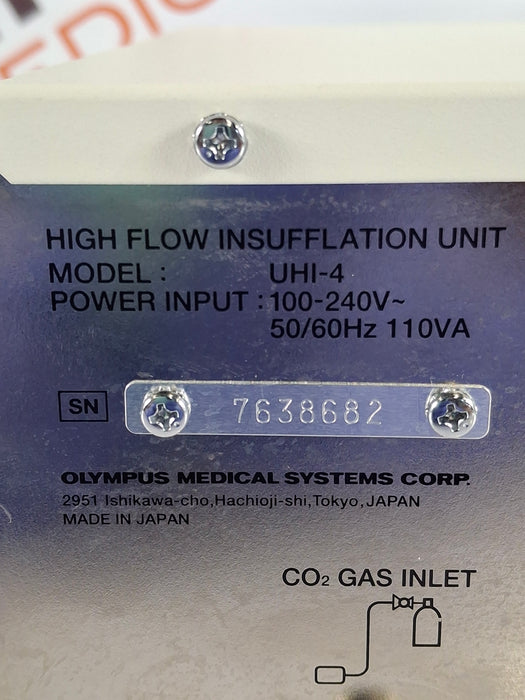 HIGH FLOW INSUFFLATION UNIT
MODEL : UHI-4
POWER INPUT : 100-240V~
50/60Hz 110VA
SN 7638682
OLYMPUS MEDICAL SYSTEMS CORP.
2951 Ishikawa-cho,Hachioji-shi,Tokyo,JAPAN
MADE IN JAPAN
CO₂ GAS INLET